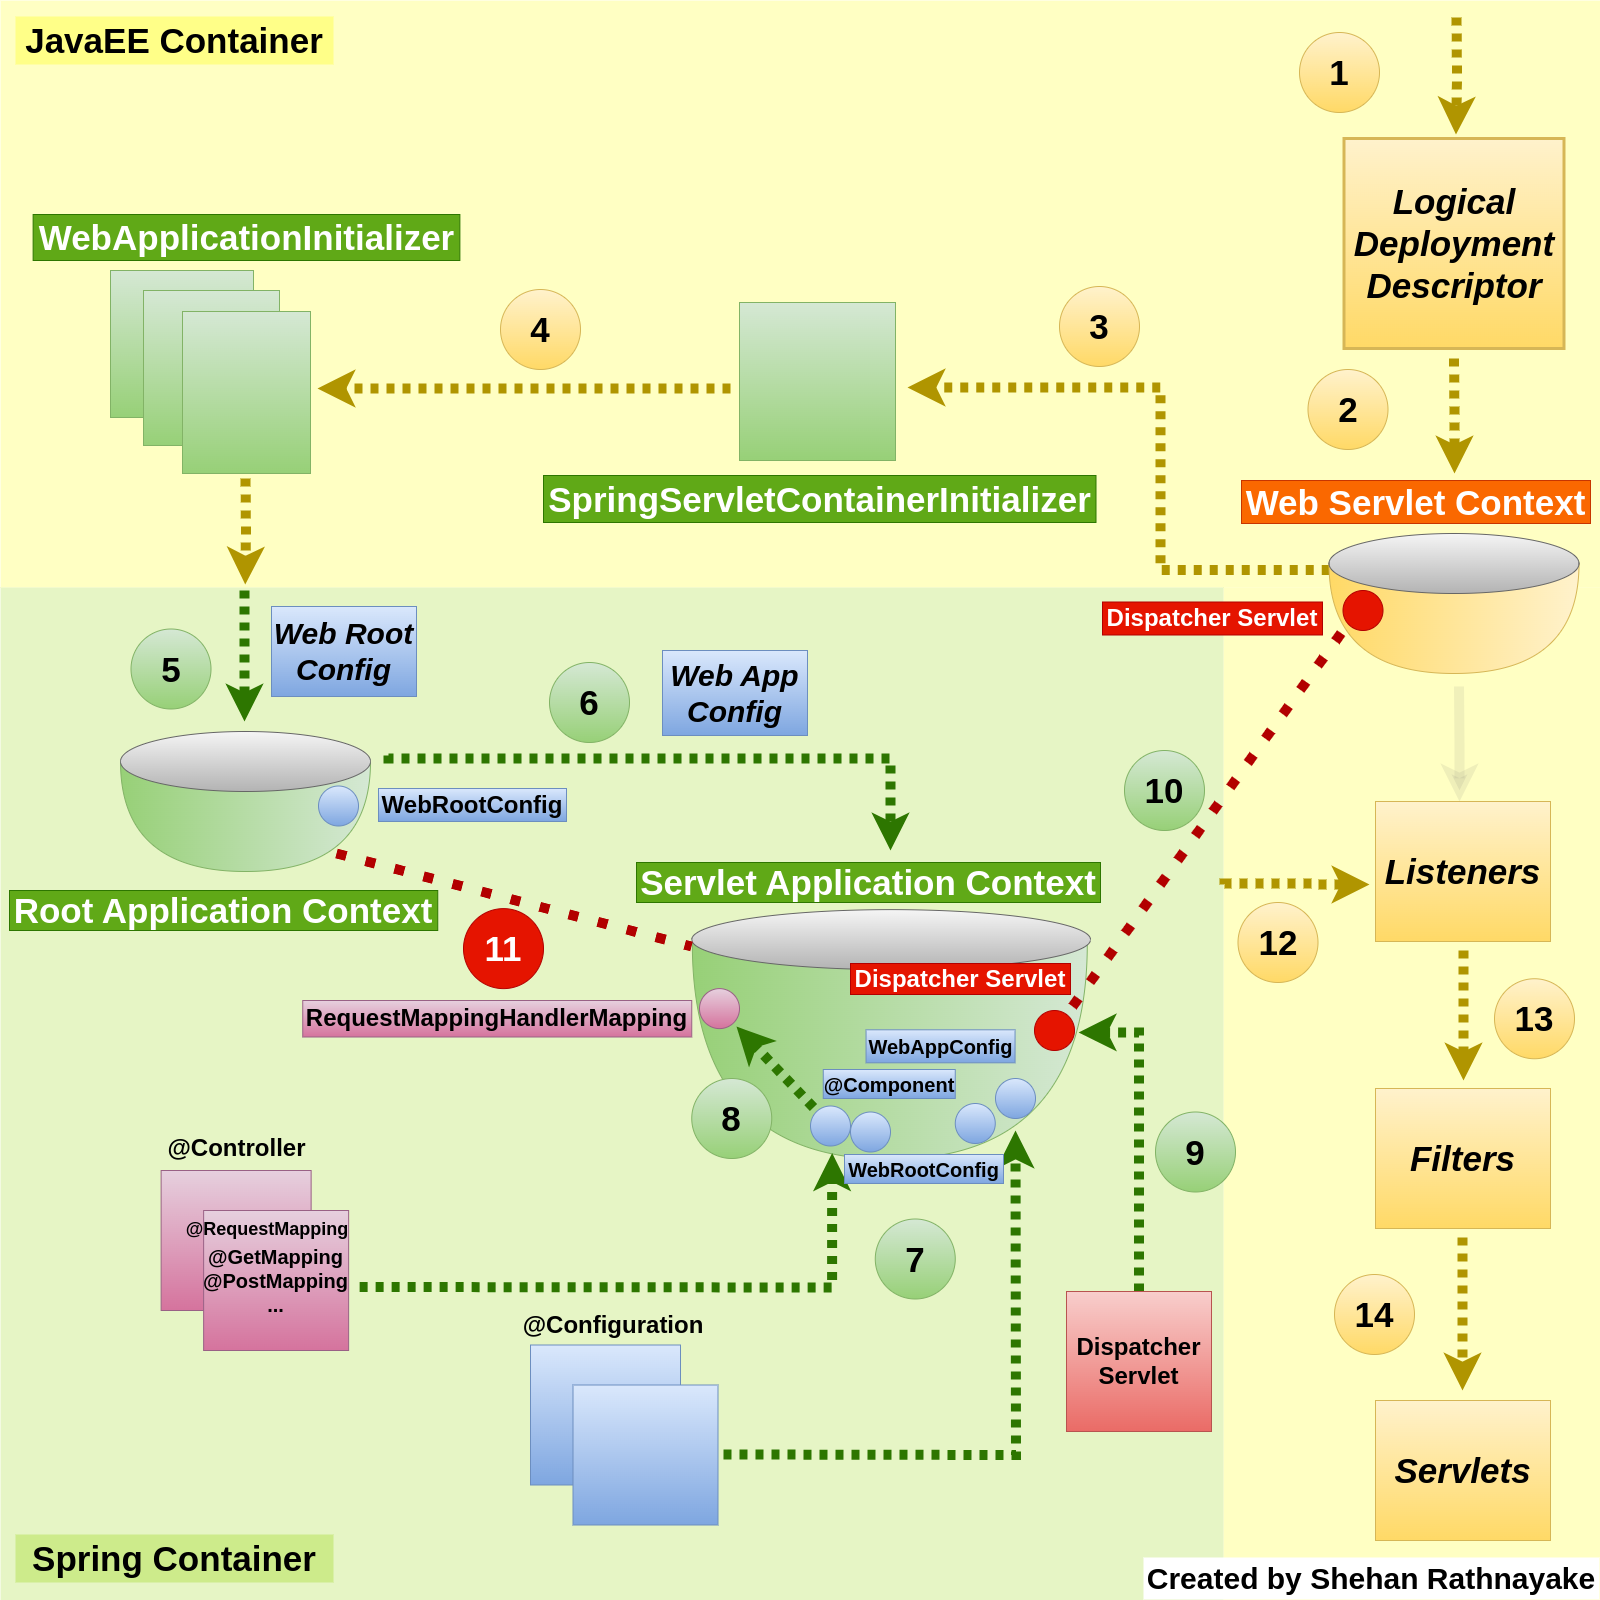 JavaEE Container
1
Logical
Deployment
Descriptor
WebApplicationInitializer
4
3
2
SpringServletContainerInitializer
Web Servlet Context
Dispatcher Servlet
5
Web Root
Config
6
Web App
Config
WebRootConfig
10
Listeners
Root Application Context
Servlet Application Context
11
12
Dispatcher Servlet
RequestMappingHandlerMapping
WebAppConfig
@Component
13
8
WebRootConfig
9
Filters
@Controller
@RequestMapping
@GetMapping
@PostMapping
...
7
@Configuration
Dispatcher
Servlet
14
Servlets
Spring Container
Created by Shehan Rathnayake